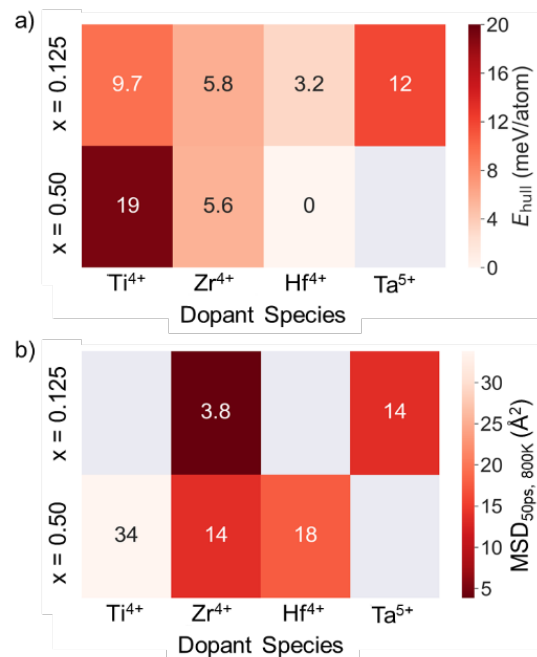 a)
x = 0.125
9.7 5.8 3.2 12
x = 0.50
19 5.6 0
Ti⁴⁺ Zr⁴⁺ Hf⁴⁺ Ta⁵⁺
Dopant Species
20
16
12
8
4
0
E_hull (meV/atom)
b)
x = 0.125
3.8 14
x = 0.50
34 14 18
Ti⁴⁺ Zr⁴⁺ Hf⁴⁺ Ta⁵⁺
Dopant Species
30
25
20
15
10
5
MSD_50ps, 800K (Å²)